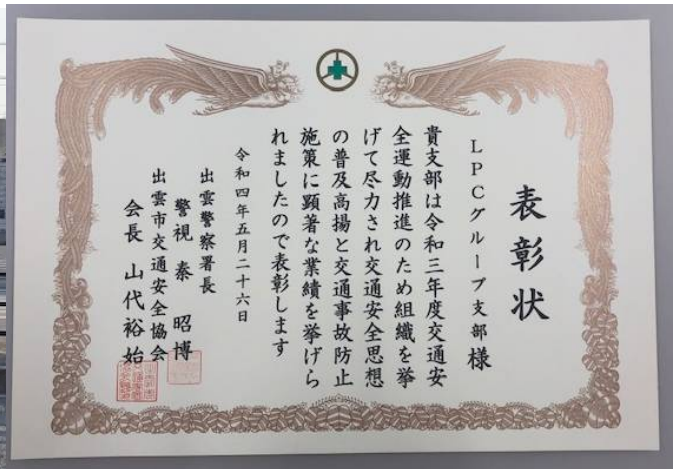 表彰状
LPCグループ支部様
貴支部は令和三年度交通安
全運動推進のため組織を挙
げて尽力され交通安全思想
の普及高揚と交通事故防止
施策に顕著な業績を挙げら
れましたので表彰します
令和四年五月二十六日
出雲警察署長
警視 秦 昭博
出雲市交通安全協会
会長 山代裕始